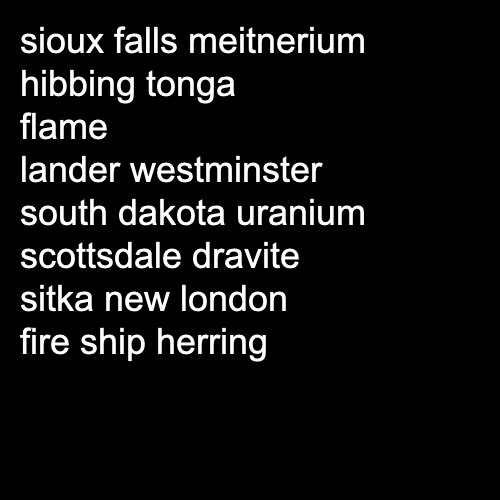 sioux falls meitnerium
hibbing tonga
flame
lander westminster
south dakota uranium
scottsdale dravite
sitka new london
fire ship herring